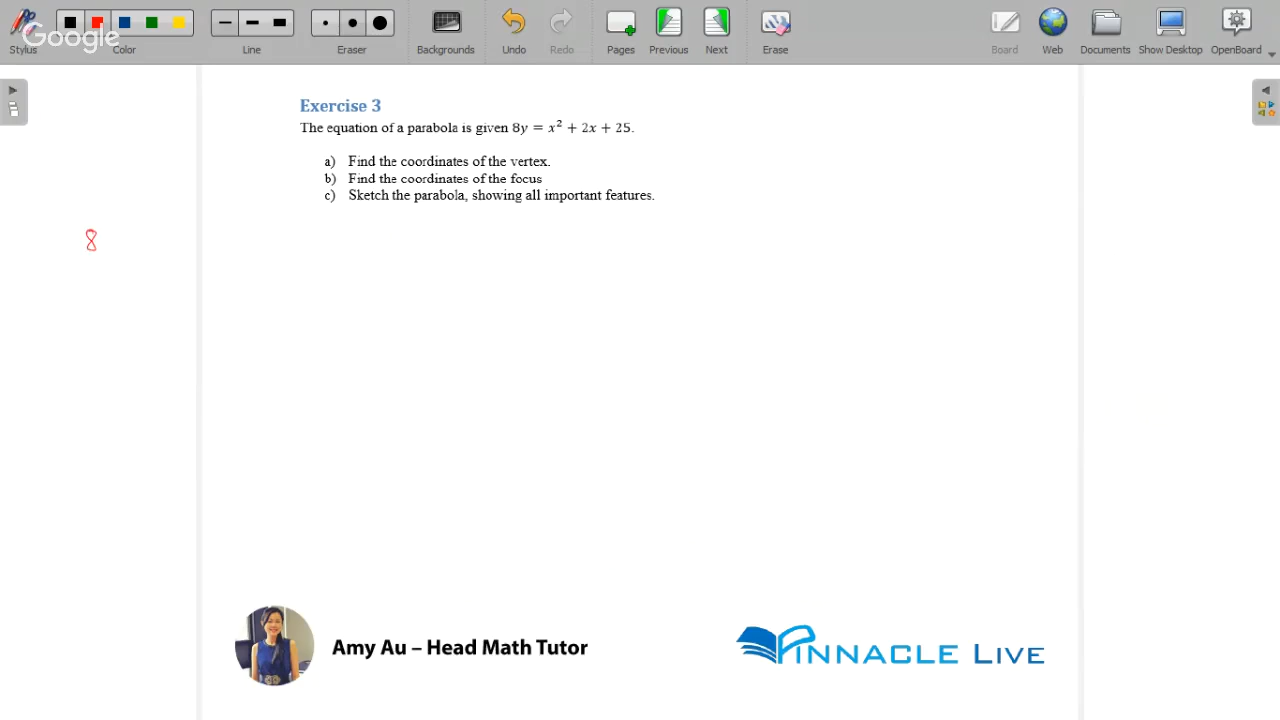 Google
Stylus Color Line Eraser Backgrounds Undo Redo Pages Previous Next Erase Board Web Documents Show Desktop OpenBoard
Exercise 3
The equation of a parabola is given 8y = x² + 2x + 25.
a) Find the coordinates of the vertex.
b) Find the coordinates of the focus
c) Sketch the parabola, showing all important features.
8
Amy Au – Head Math Tutor
PINNACLE LIVE